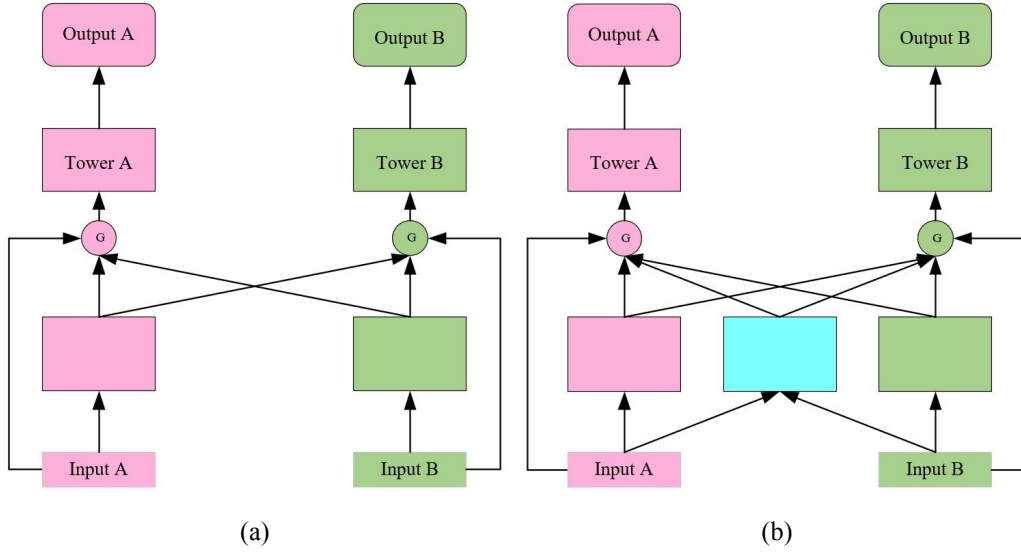 Output A
Output B
Output A
Output B
Tower A
Tower B
Tower A
Tower B
G
G
G
G
Input A
Input B
Input A
Input B
(a)
(b)